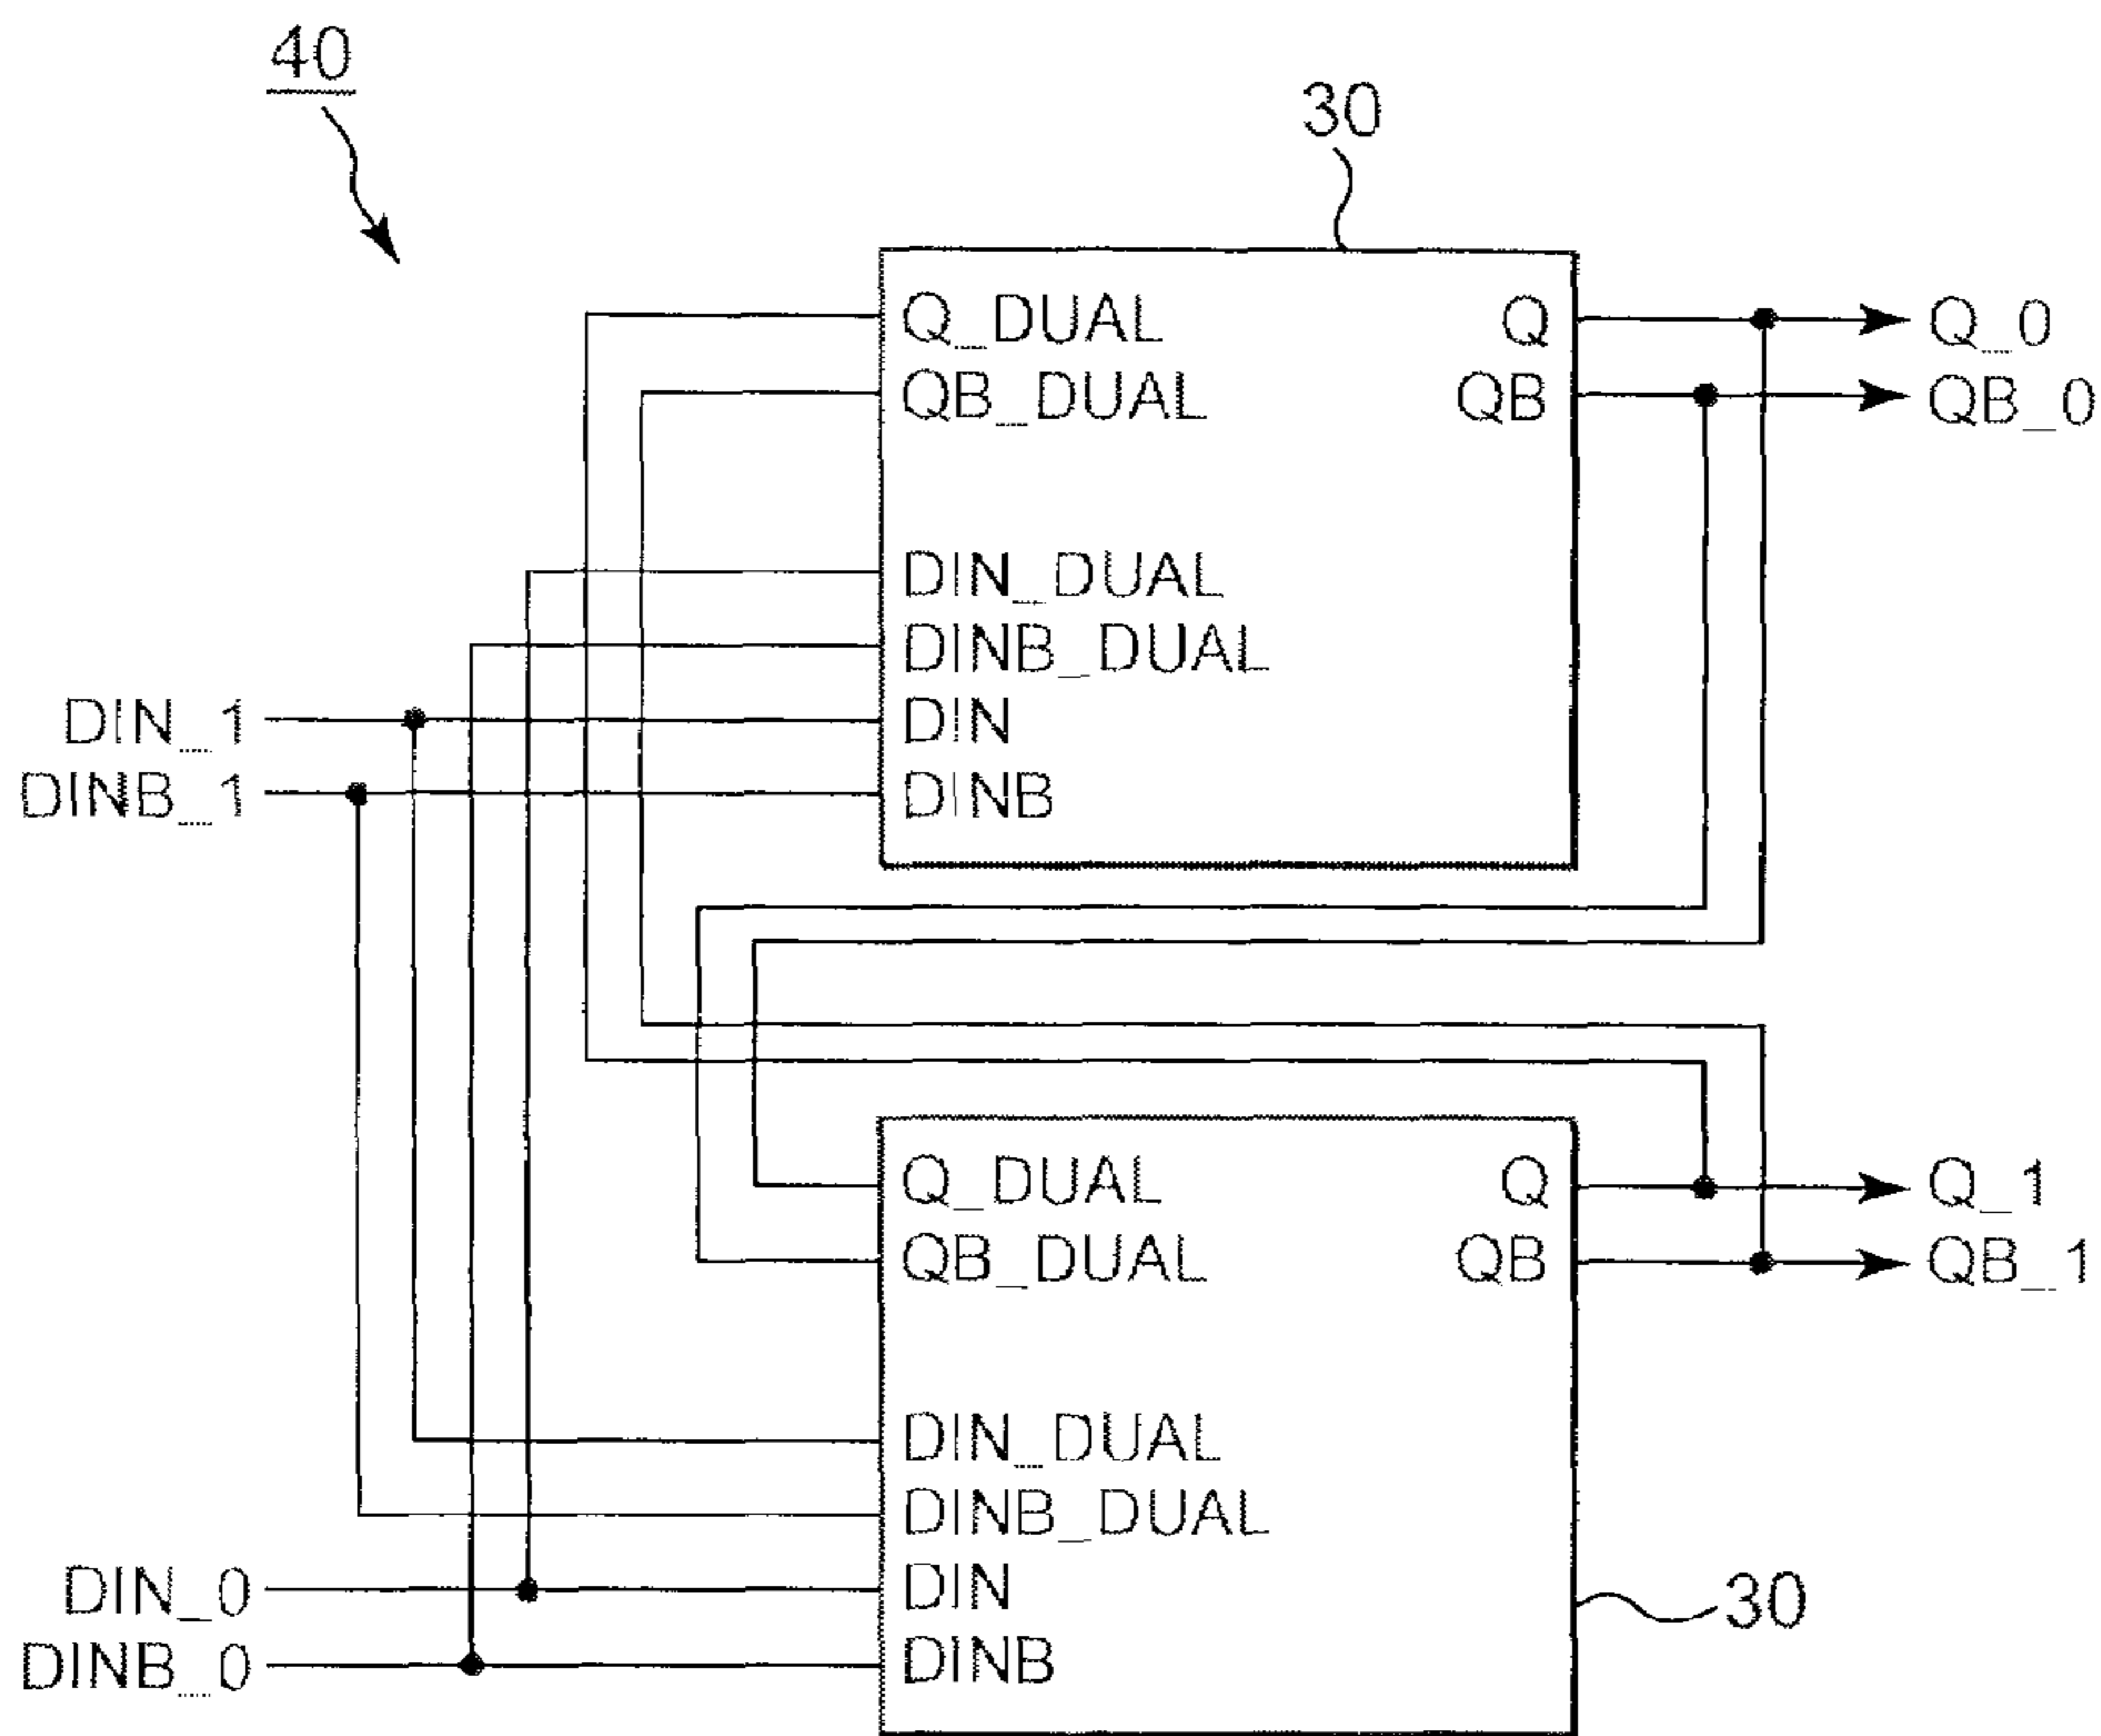 40
30
Q_DUAL Q Q_0
QB_DUAL QB QB_0
DIN_DUAL
DINB_DUAL
DIN_1 DIN
DINB_1 DINB
Q_DUAL Q Q_1
QB_DUAL QB QB_1
DIN_DUAL
DINB_DUAL
DIN_0 DIN 30
DINB_0 DINB